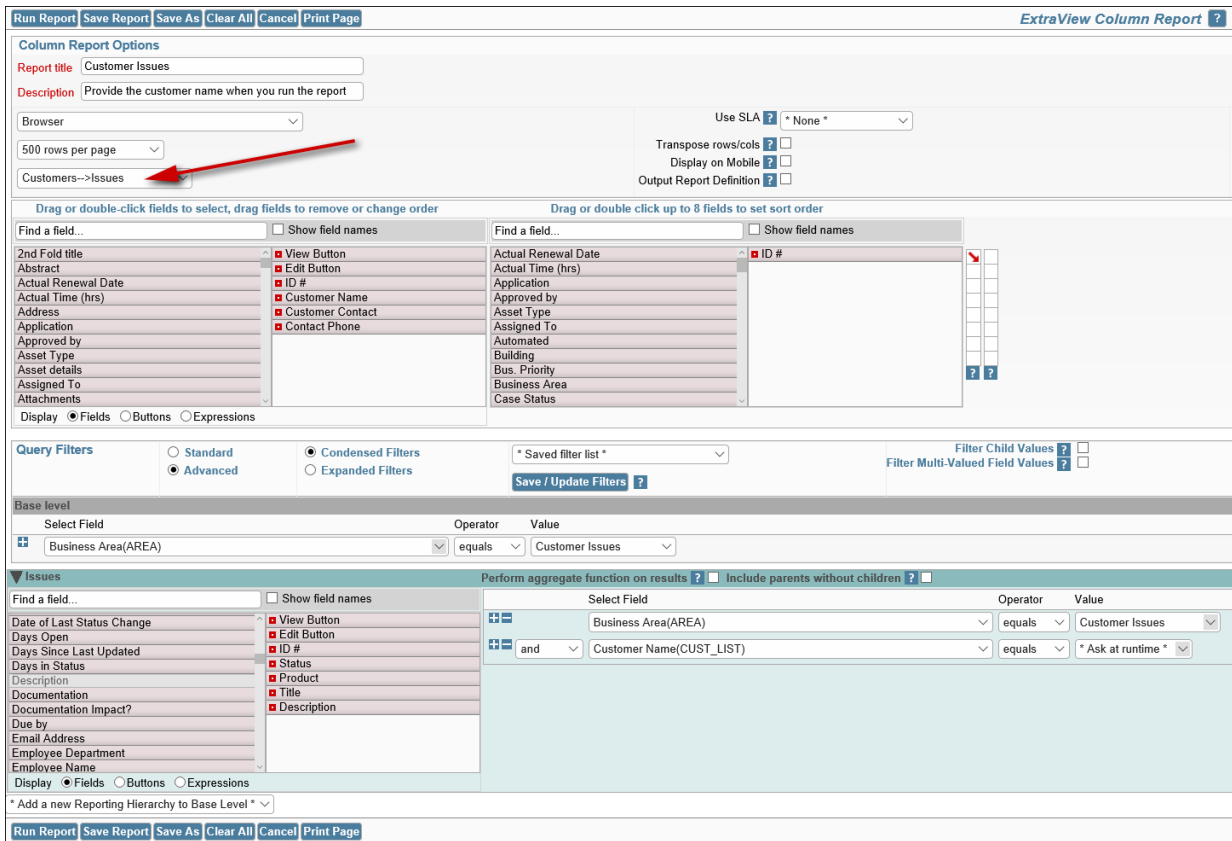 Run Report Save Report Save As Clear All Cancel Print Page
ExtraView Column Report ?
Column Report Options
Report title Customer Issues
Description Provide the customer name when you run the report
Browser
Use SLA ? * None *
500 rows per page
Transpose rows/cols ?
Display on Mobile ?
Customers-->Issues
Output Report Definition ?
Drag or double-click fields to select, drag fields to remove or change order
Drag or double click up to 8 fields to set sort order
Find a field...
Show field names
Find a field...
Show field names
2nd Fold title
Abstract
Actual Renewal Date
Actual Time (hrs)
Address
Application
Approved by
Asset Type
Asset details
Assigned To
Attachments
View Button
Edit Button
ID #
Customer Name
Customer Contact
Contact Phone
Actual Renewal Date
Actual Time (hrs)
Application
Approved by
Asset Type
Assigned To
Automated
Building
Bus. Priority
Business Area
Case Status
ID #
? ?
Display Fields Buttons Expressions
Query Filters
Standard
Advanced
Condensed Filters
Expanded Filters
* Saved filter list *
Save / Update Filters ?
Filter Child Values ?
Filter Multi-Valued Field Values ?
Base level
Select Field Operator Value
Business Area(AREA) equals Customer Issues
Issues
Perform aggregate function on results ? Include parents without children ?
Find a field...
Show field names
Date of Last Status Change
Days Open
Days Since Last Updated
Days in Status
Description
Documentation
Documentation Impact?
Due by
Email Address
Employee Department
Employee Name
View Button
Edit Button
ID #
Status
Product
Title
Description
Select Field Operator Value
Business Area(AREA) equals Customer Issues
and Customer Name(CUST_LIST) equals * Ask at runtime *
Display Fields Buttons Expressions
* Add a new Reporting Hierarchy to Base Level *
Run Report Save Report Save As Clear All Cancel Print Page